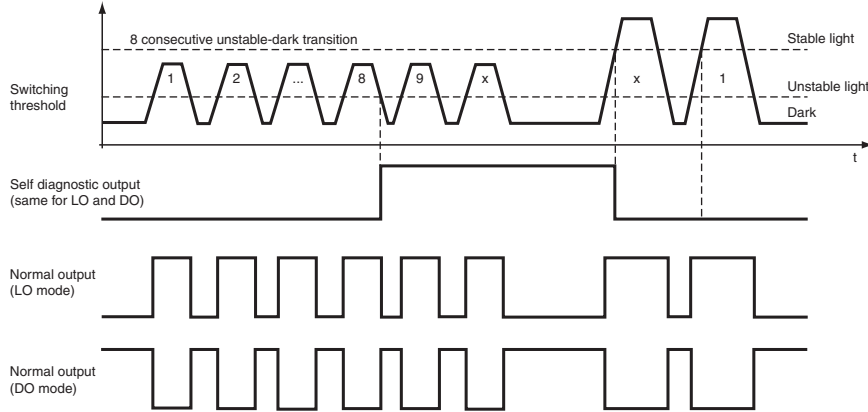 8 consecutive unstable-dark transition
Stable light
Switching
threshold
1
2
...
8
9
x
x
1
Unstable light
Dark
t
Self diagnostic output
(same for LO and DO)
Normal output
(LO mode)
Normal output
(DO mode)